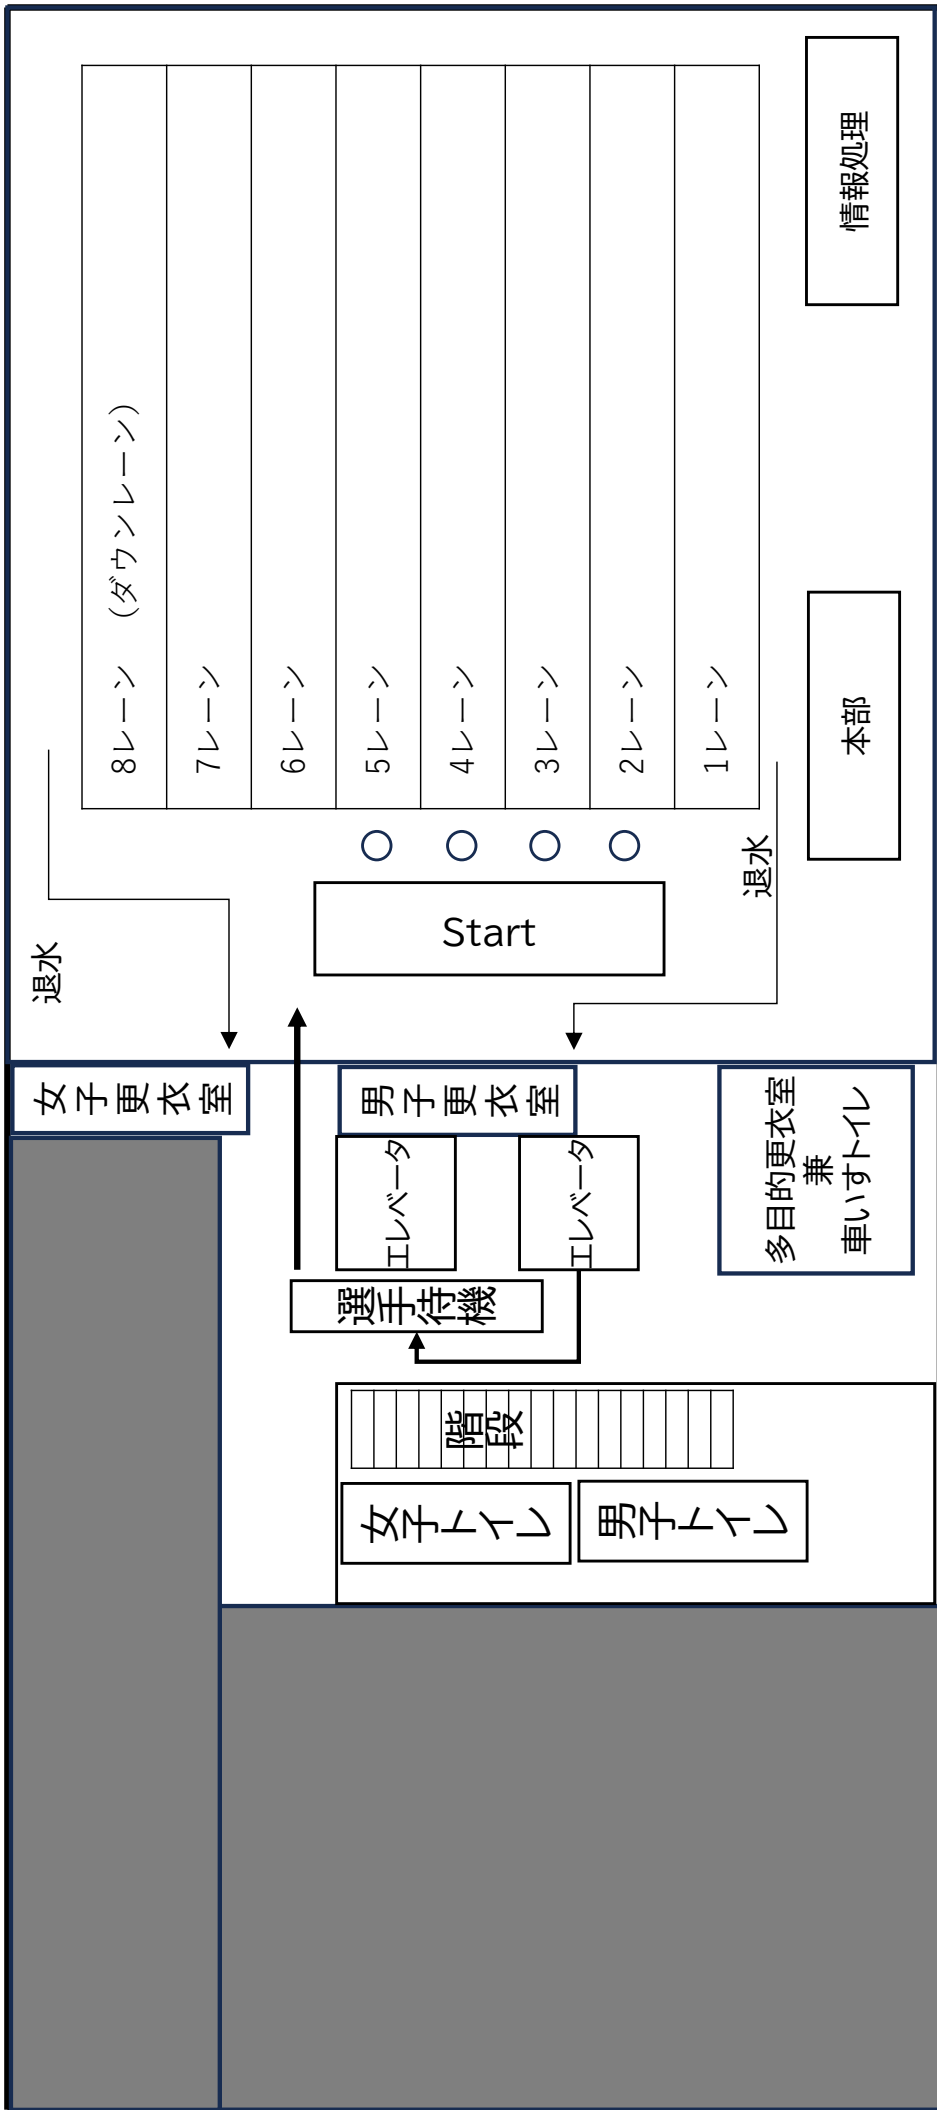 情報処理
8レーン （ダウンレーン）
7レーン
6レーン
5レーン
4レーン
3レーン
2レーン
1レーン
本部
退水
Start
退水
女子更衣室
男子更衣室
多目的更衣室
兼
車いすトイレ
エレベータ
エレベータ
選手待機
階段
女子トイレ
男子トイレ